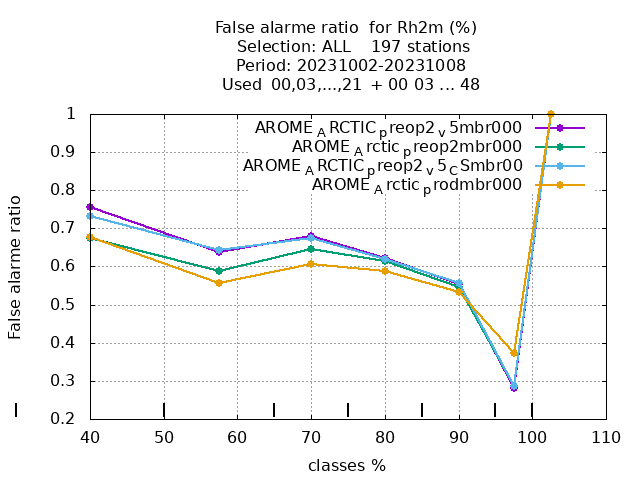 False alarme ratio  for Rh2m (%)
Selection: ALL    197 stations
Period: 20231002-20231008
Used  00,03,...,21  + 00 03 ... 48
1
0.9
0.8
0.7
0.6
0.5
0.4
0.3
0.2
False alarme ratio
AROME_ARCTIC_preop2_v5mbr000
AROME_Arctic_preop2mbr000
AROME_ARCTIC_preop2_v5_CSmbr00
AROME_Arctic_prodmbr000
40 50 60 70 80 90 100 110
classes %